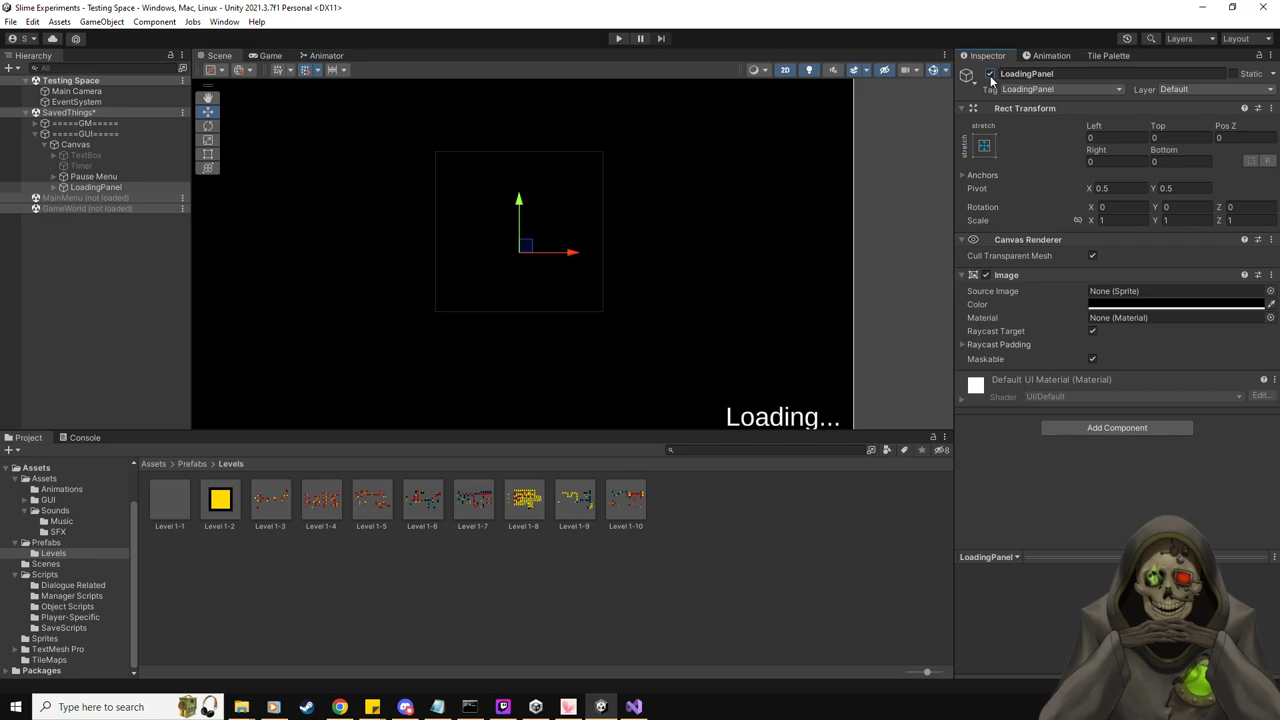 Slime Experiments - Testing Space - Windows, Mac, Linux - Unity 2021.3.7f1 Personal <DX11>
File Edit Assets GameObject Component Jobs Window Help
S Layers Layout
Hierarchy
All
Testing Space
Main Camera
EventSystem
SavedThings*
=====GM=====
=====GUI=====
Canvas
TextBox
Timer
Pause Menu
LoadingPanel
MainMenu (not loaded)
GameWorld (not loaded)
Scene Game Animator
2D
Loading...
Inspector Animation Tile Palette
LoadingPanel Static
Tag LoadingPanel Layer Default
Rect Transform
stretch
stretch
Left Top Pos Z
0 0 0
Right Bottom
0 0 R
Anchors
Pivot X 0.5 Y 0.5
Rotation X 0 Y 0 Z 0
Scale X 1 Y 1 Z 1
Canvas Renderer
Cull Transparent Mesh
Image
Source Image None (Sprite)
Color
Material None (Material)
Raycast Target
Raycast Padding
Maskable
Default UI Material (Material)
Shader UI/Default Edit...
Add Component
LoadingPanel
Project Console
8
Assets
Assets
Animations
GUI
Sounds
Music
SFX
Prefabs
Levels
Scenes
Scripts
Dialogue Related
Manager Scripts
Object Scripts
Player-Specific
SaveScripts
Sprites
TextMesh Pro
TileMaps
Packages
Assets Prefabs Levels
Level 1-1 Level 1-2 Level 1-3 Level 1-4 Level 1-5 Level 1-6 Level 1-7 Level 1-8 Level 1-9 Level 1-10
Type here to search